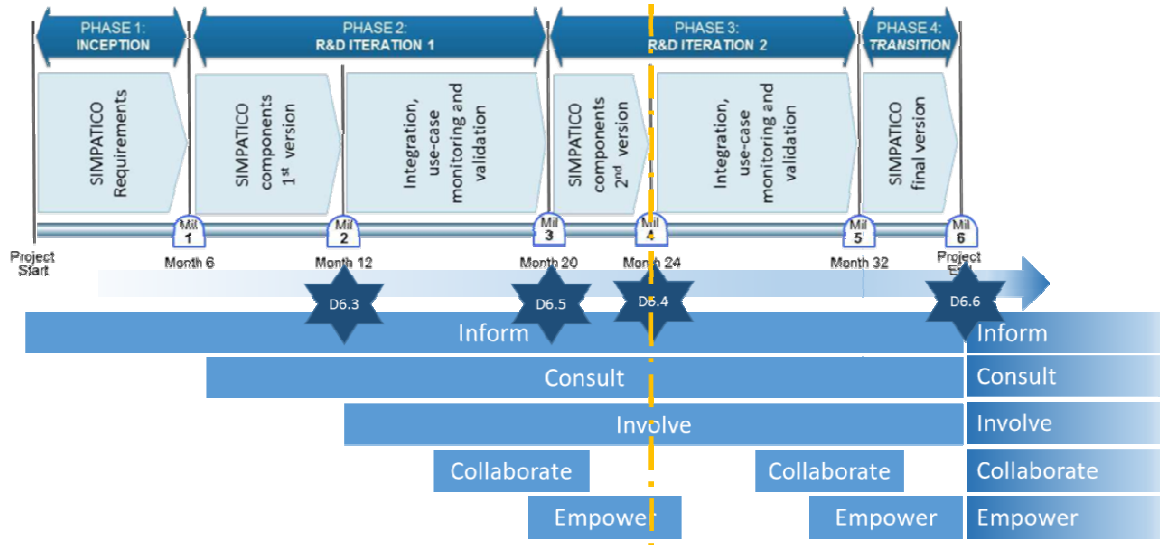 PHASE 1:
INCEPTION
PHASE 2:
R&D ITERATION 1
PHASE 3:
R&D ITERATION 2
PHASE 4:
TRANSITION
SIMPATICO
Requirements
SIMPATICO
components
1st version
Integration,
use-case
monitoring and
validation
SIMPATICO
components
2nd version
Integration,
use-case
monitoring and
validation
SIMPATICO
final version
Mil
1
Mil
2
Mil
3
Mil
4
Mil
5
Mil
6
Project
Start
Month 6
Month 12
Month 20
Month 24
Month 32
Project
D6.3
D6.5
D6.4
D6.6
Inform
Inform
Consult
Consult
Involve
Involve
Collaborate
Collaborate
Collaborate
Empower
Empower
Empower